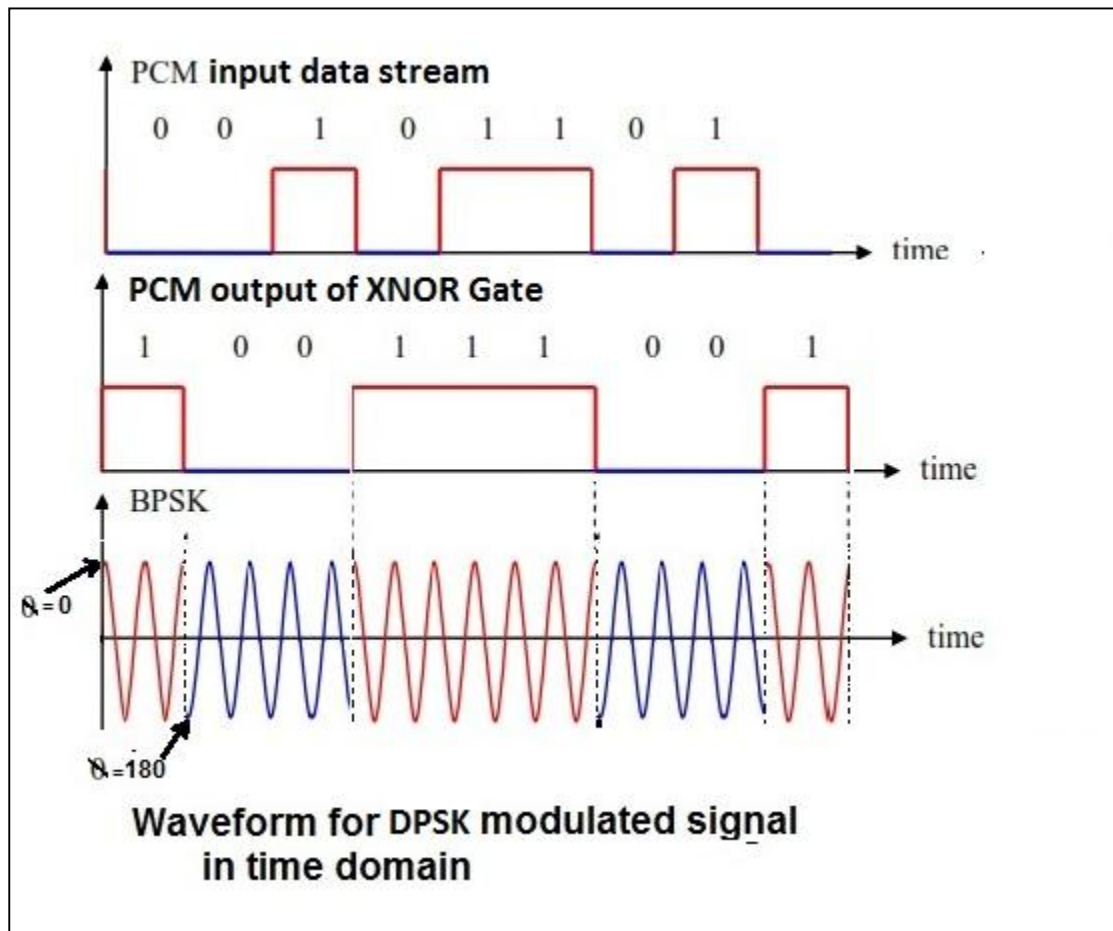 PCM input data stream
0 0 1 0 1 1 0 1
time
PCM output of XNOR Gate
1 0 0 1 1 1 0 0 1
time
BPSK
θ = 0
time
θ =180
Waveform for DPSK modulated signal
in time domain